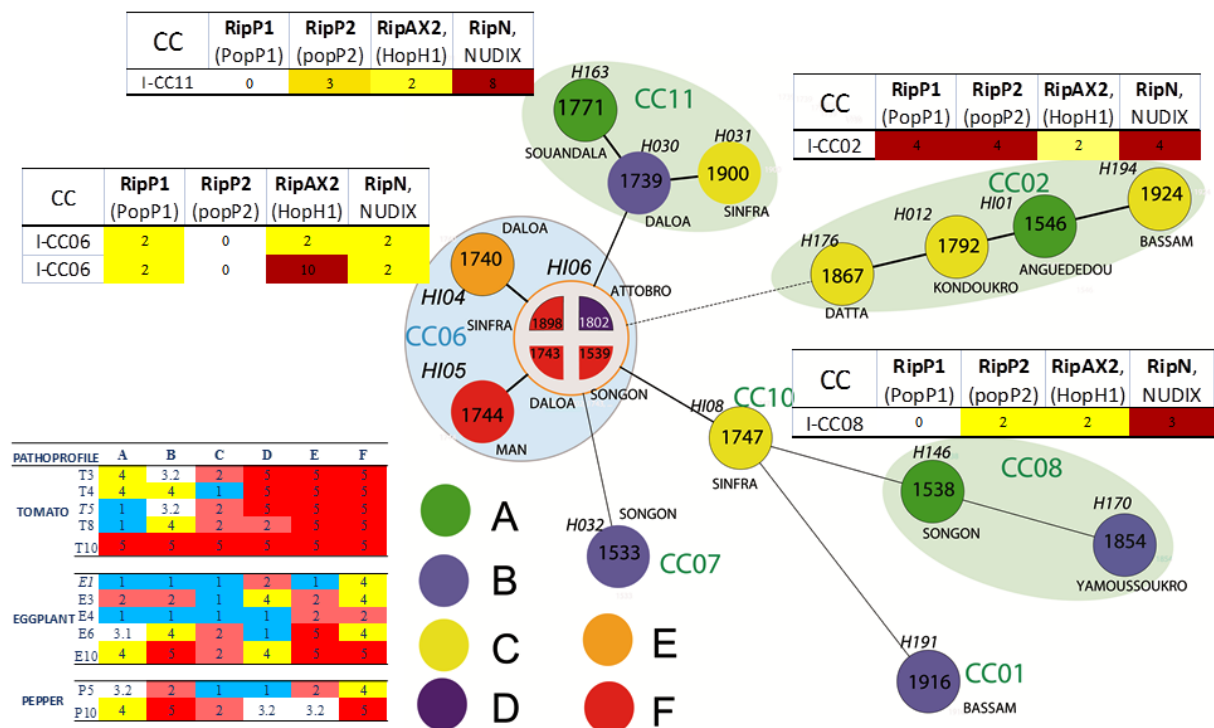 CC RipP1 RipP2 RipAX2, RipN,
(PopP1) (popP2) (HopH1) NUDIX
I-CC11 0 3 2 8
CC RipP1 RipP2 RipAX2, RipN,
(PopP1) (popP2) (HopH1) NUDIX
I-CC02 4 4 2 4
CC RipP1 RipP2 RipAX2 RipN,
(PopP1) (popP2) (HopH1) NUDIX
I-CC06 2 0 2 2
I-CC06 2 0 10 2
H163
1771
CC11
SOUANDALA
H030
1739
DALOA
H031
1900
SINFRA
CC02
H194
1924
BASSAM
HI01
1546
ANGUEDEDOU
H012
1792
KONDOUKRO
H176
1867
DATTA
DALOA
1740
HI04
SINFRA
HI06
ATTOBRO
CC06
1898
1802
1743
1539
HI05
1744
MAN
DALOA
SONGON
CC RipP1 RipP2 RipAX2, RipN,
(PopP1) (popP2) (HopH1) NUDIX
I-CC08 0 2 2 3
CC10
HI08
1747
SINFRA
H146
1538
SONGON
CC08
H170
1854
YAMOUSSOUKRO
SONGON
H032
1533
CC07
H191
1916
CC01
BASSAM
PATHOPROFILE A B C D E F
TOMATO
T3 4 3.2 2 5 5 5
T4 4 4 1 5 5 5
T5 1 3.2 2 5 5 5
T8 1 4 2 2 5 5
T10 5 5 5 5 5 5
EGGPLANT
E1 1 1 1 2 1 4
E3 2 2 1 4 2 4
E4 1 1 1 1 2 2
E6 3.1 4 2 1 5 4
E10 4 5 2 4 5 5
PEPPER
P5 3.2 2 1 1 2 4
P10 4 5 2 3.2 3.2 5
A
B
C
D
E
F